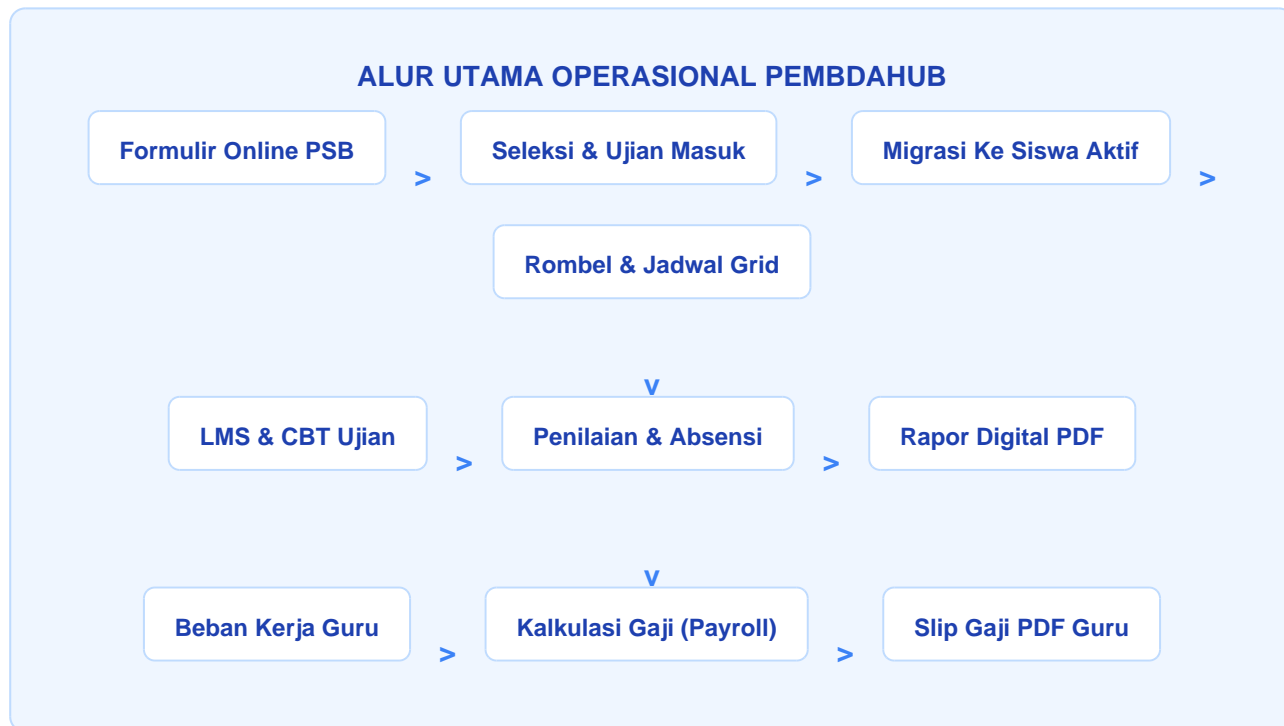 ALUR UTAMA OPERASIONAL PEMBDAHUB
Formulir Online PSB > Seleksi & Ujian Masuk > Migrasi Ke Siswa Aktif >
Rombel & Jadwal Grid
v
LMS & CBT Ujian > Penilaian & Absensi > Rapor Digital PDF
v
Beban Kerja Guru > Kalkulasi Gaji (Payroll) > Slip Gaji PDF Guru